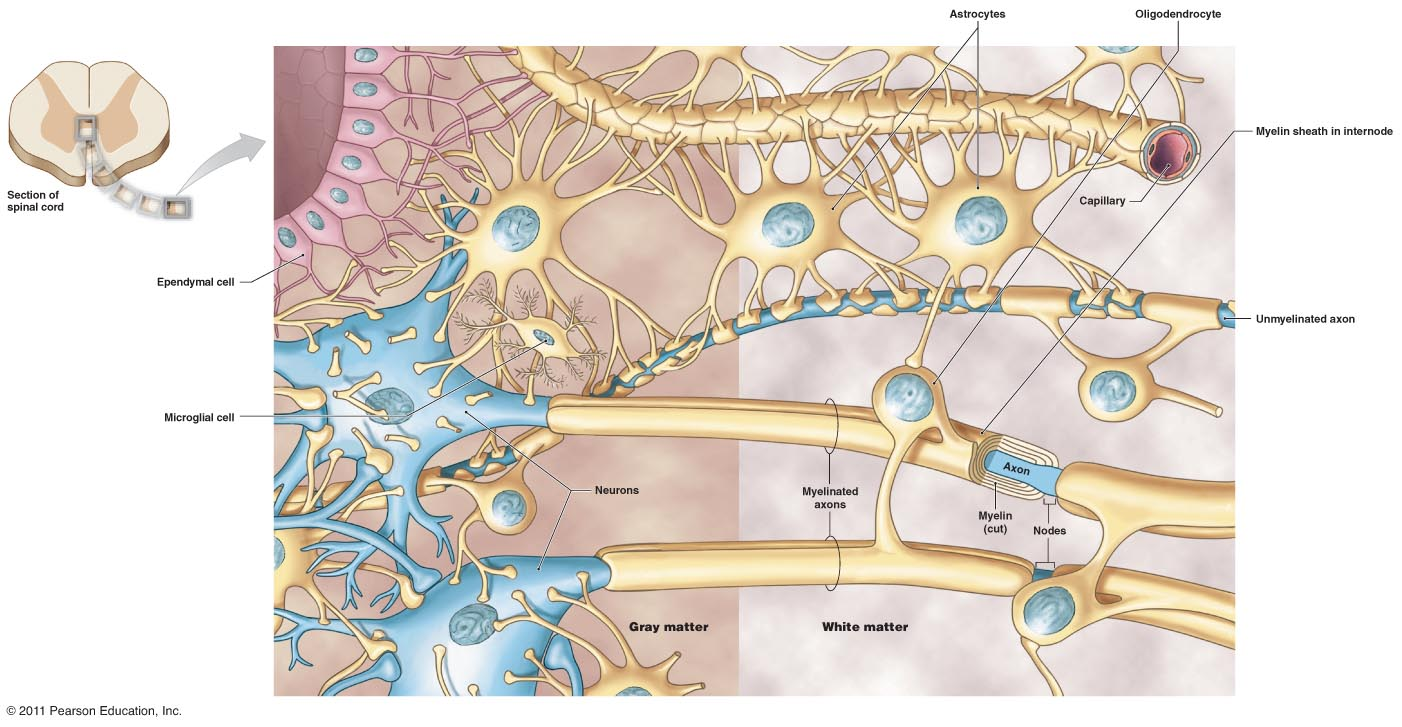 Astrocytes
Oligodendrocyte
Myelin sheath in internode
Section of
spinal cord
Capillary
Ependymal cell
Unmyelinated axon
Microglial cell
Axon
Neurons
Myelinated
axons
Myelin
(cut)
Nodes
Gray matter
White matter
© 2011 Pearson Education, Inc.